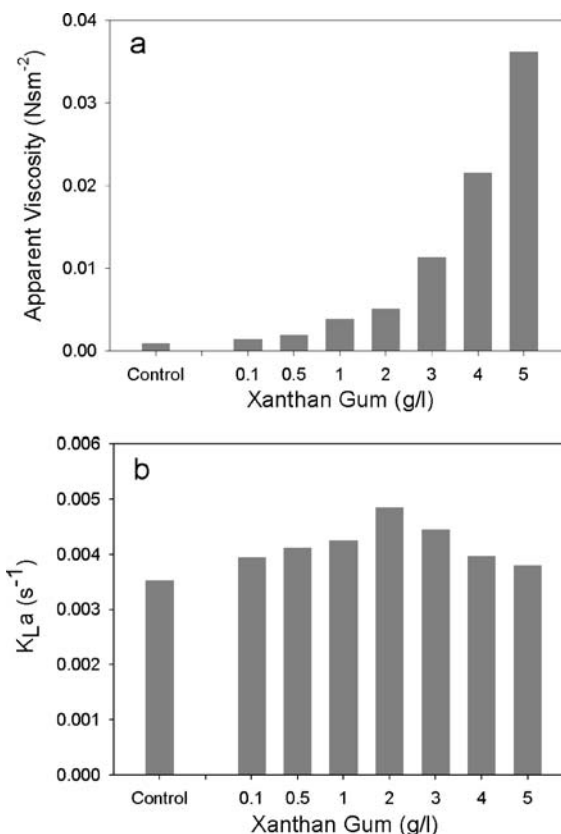 a
Apparent Viscosity (Nsm-2)
0.04
0.03
0.02
0.01
0.00
Control 0.1 0.5 1 2 3 4 5
Xanthan Gum (g/l)
b
KLa (s-1)
0.006
0.005
0.004
0.003
0.002
0.001
0.000
Control 0.1 0.5 1 2 3 4 5
Xanthan Gum (g/l)